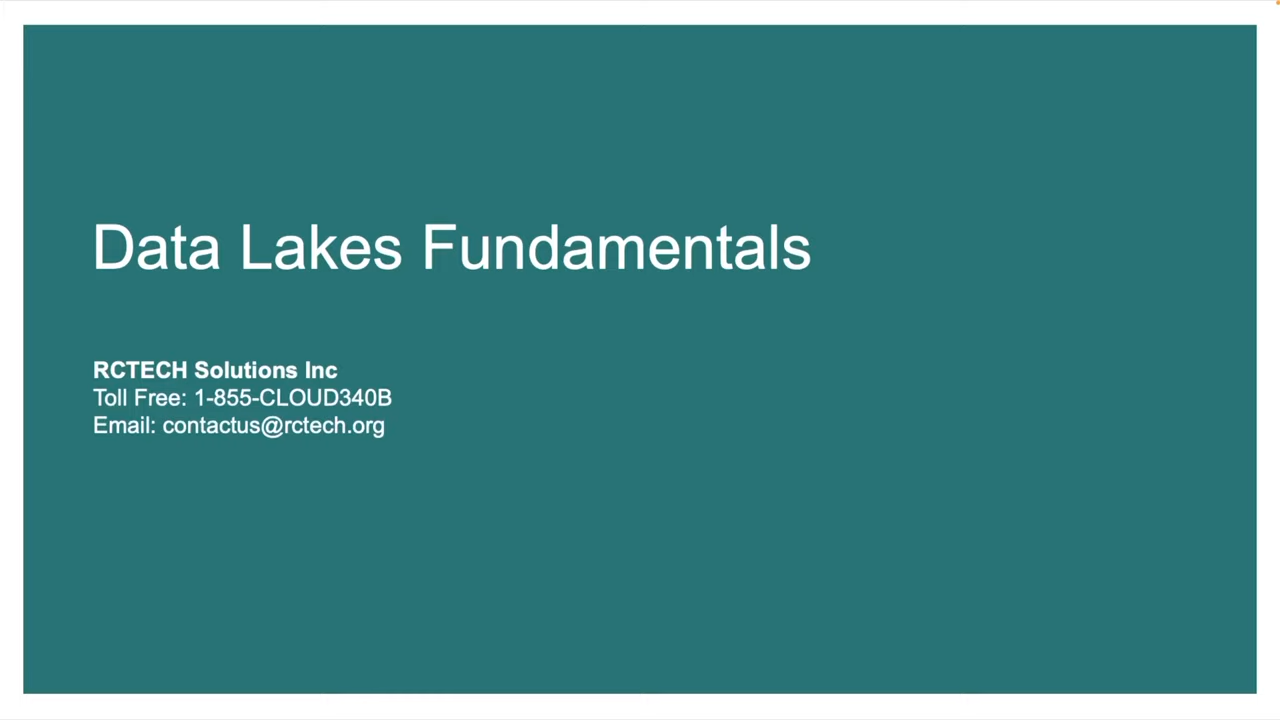 Data Lakes Fundamentals
RCTECH Solutions Inc
Toll Free: 1-855-CLOUD340B
Email: contactus@rctech.org